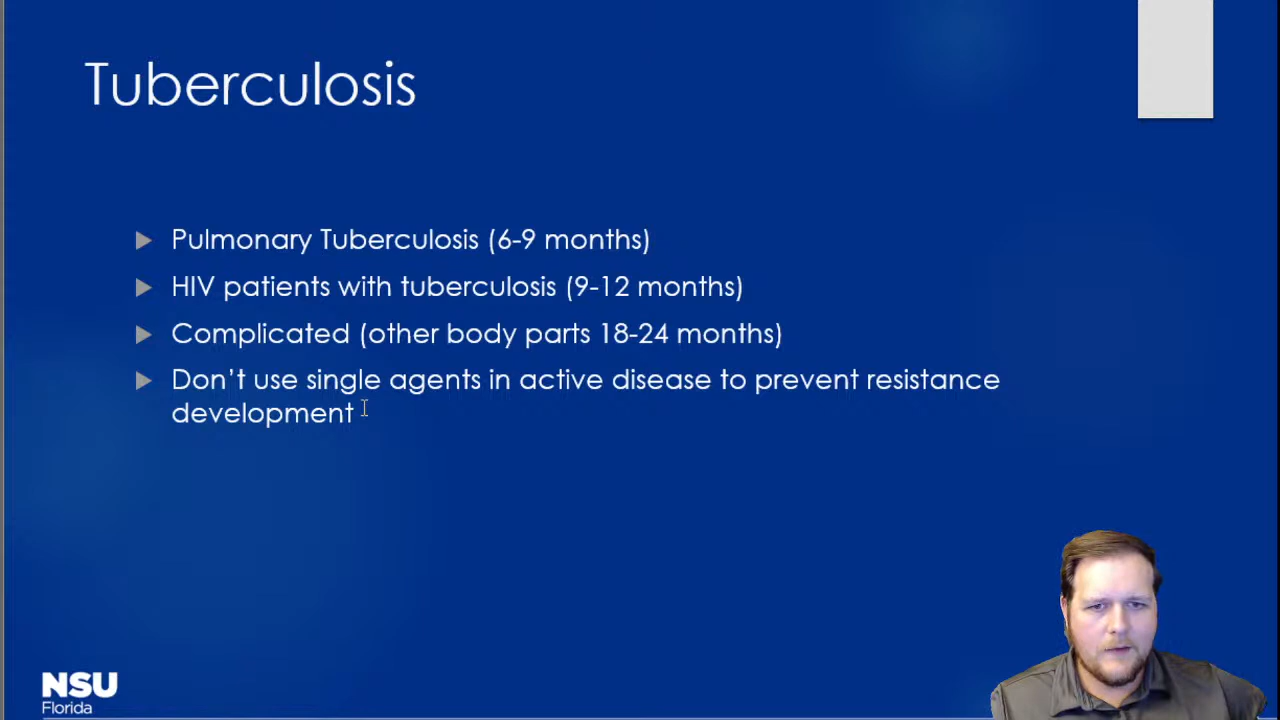 Tuberculosis
Pulmonary Tuberculosis (6-9 months)
HIV patients with tuberculosis (9-12 months)
Complicated (other body parts 18-24 months)
Don’t use single agents in active disease to prevent resistance
development
NSU
Florida